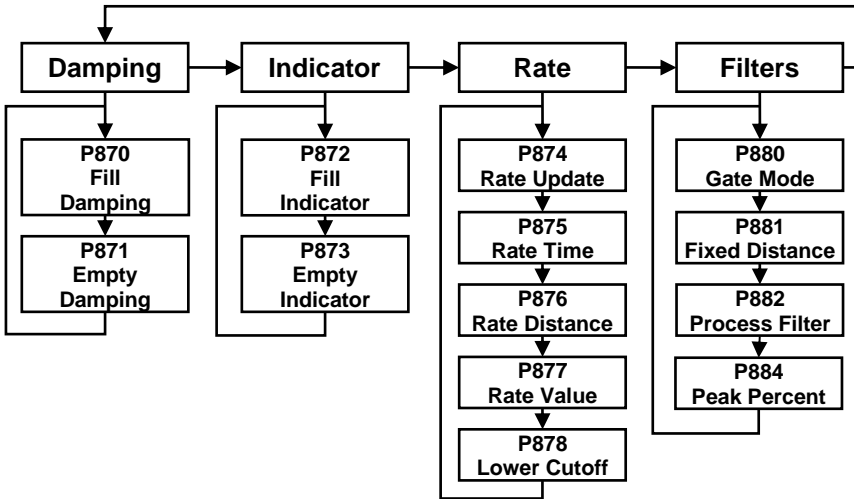 Damping
Indicator
Rate
Filters
P870
Fill
Damping
P871
Empty
Damping
P872
Fill
Indicator
P873
Empty
Indicator
P874
Rate Update
P875
Rate Time
P876
Rate Distance
P877
Rate Value
P878
Lower Cutoff
P880
Gate Mode
P881
Fixed Distance
P882
Process Filter
P884
Peak Percent